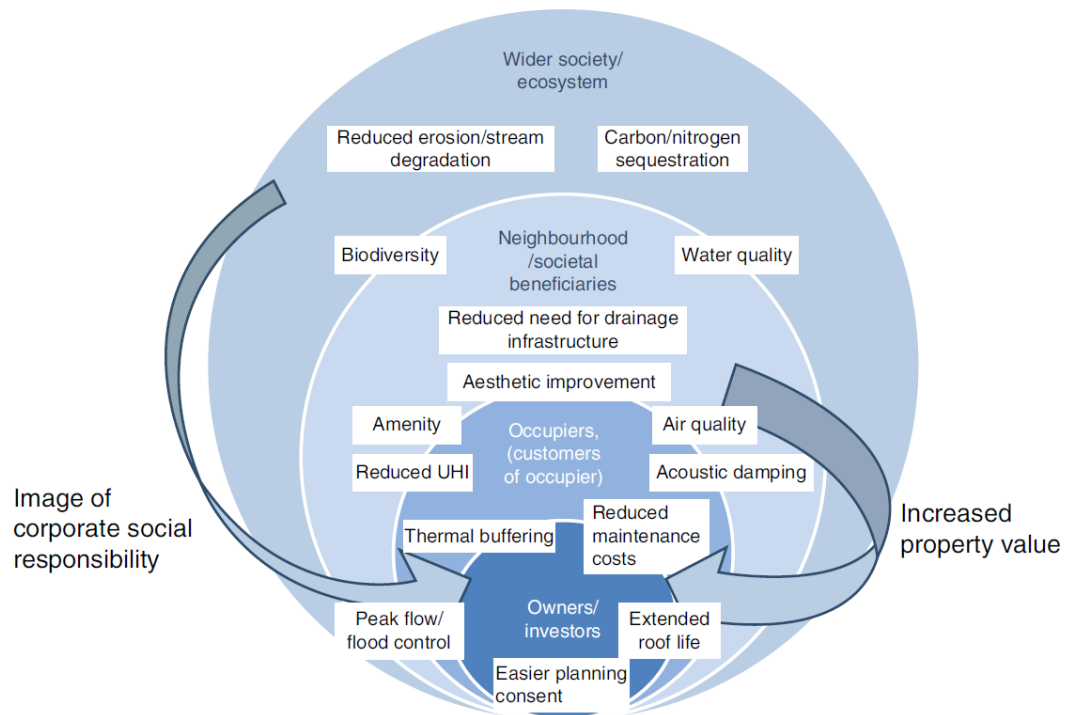 Wider society/
ecosystem
Reduced erosion/stream
degradation
Carbon/nitrogen
sequestration
Biodiversity
Neighbourhood
/societal
beneficiaries
Water quality
Reduced need for drainage
infrastructure
Aesthetic improvement
Amenity
Occupiers,
(customers
of occupier)
Air quality
Reduced UHI
Acoustic damping
Image of
corporate social
responsibility
Thermal buffering
Reduced
maintenance
costs
Increased
property value
Peak flow/
flood control
Owners/
investors
Extended
roof life
Easier planning
consent